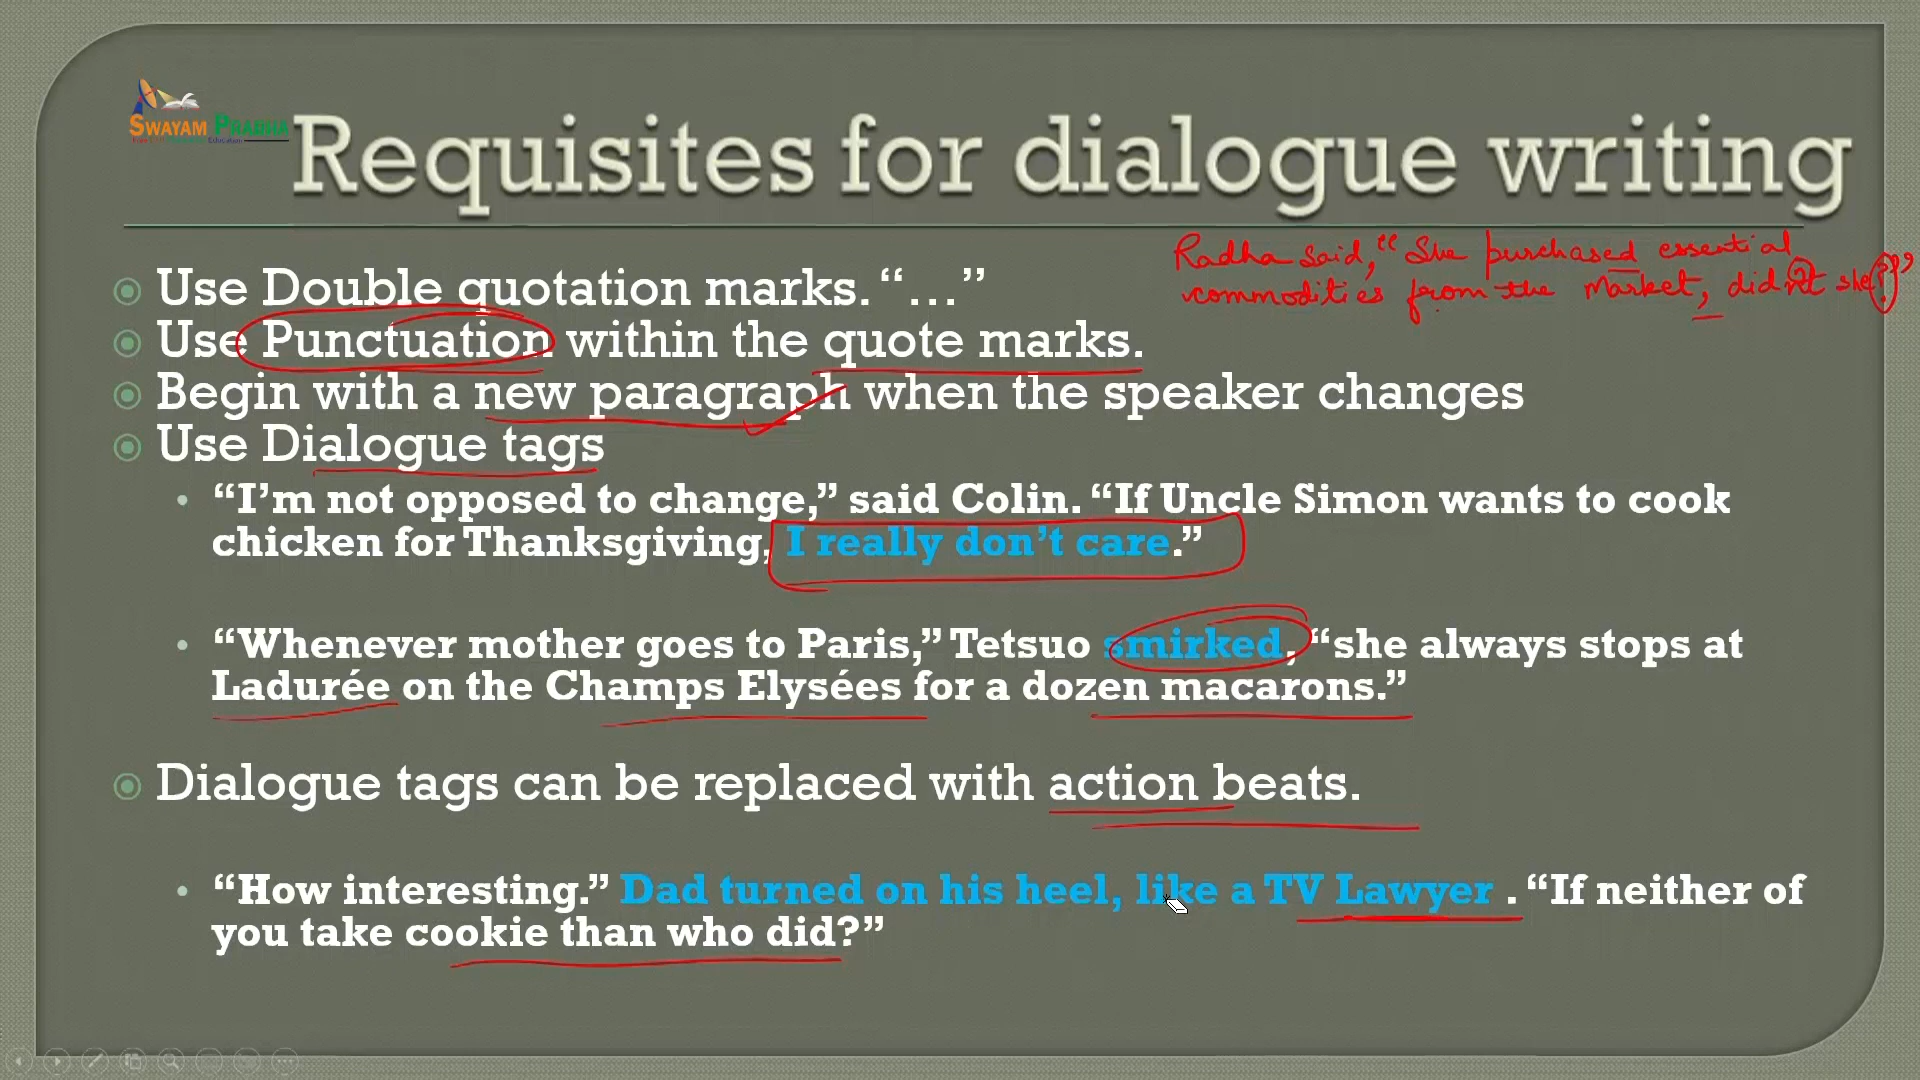 SWAYAM PRABHA
Requisites for dialogue writing
Radha said, “She purchased essential
commodities from the market, didn't she?”
Use Double quotation marks. “…”
Use Punctuation within the quote marks.
Begin with a new paragraph when the speaker changes
Use Dialogue tags
“I’m not opposed to change,” said Colin. “If Uncle Simon wants to cook
chicken for Thanksgiving, I really don’t care.”
“Whenever mother goes to Paris,” Tetsuo smirked, “she always stops at
Ladurée on the Champs Elysées for a dozen macarons.”
Dialogue tags can be replaced with action beats.
“How interesting.” Dad turned on his heel, like a TV Lawyer . “If neither of
you take cookie than who did?”